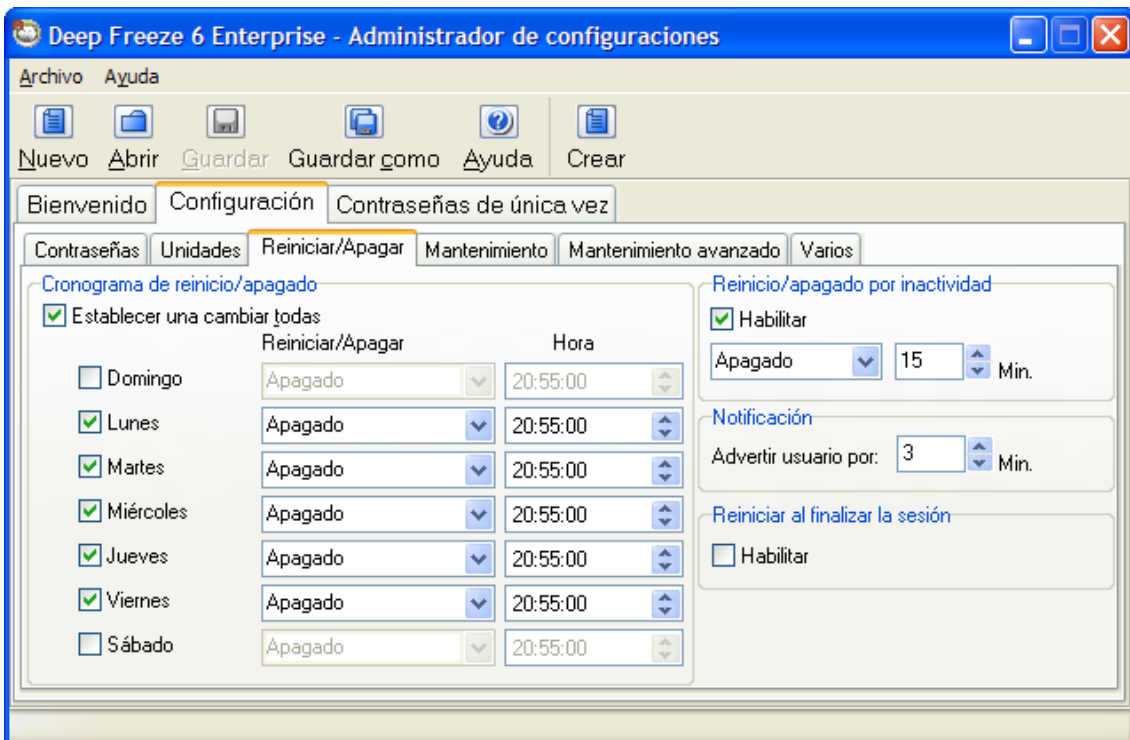 Deep Freeze 6 Enterprise - Administrador de configuraciones
Archivo Ayuda
Nuevo Abrir Guardar Guardar como Ayuda Crear
Bienvenido Configuración Contraseñas de única vez
Contraseñas Unidades Reiniciar/Apagar Mantenimiento Mantenimiento avanzado Varios
Cronograma de reinicio/apagado
Establecer una cambiar todas
Reiniciar/Apagar Hora
Domingo Apagado 20:55:00
Lunes Apagado 20:55:00
Martes Apagado 20:55:00
Miércoles Apagado 20:55:00
Jueves Apagado 20:55:00
Viernes Apagado 20:55:00
Sábado Apagado 20:55:00
Reinicio/apagado por inactividad
Habilitar
Apagado 15 Min.
Notificación
Advertir usuario por: 3 Min.
Reiniciar al finalizar la sesión
Habilitar